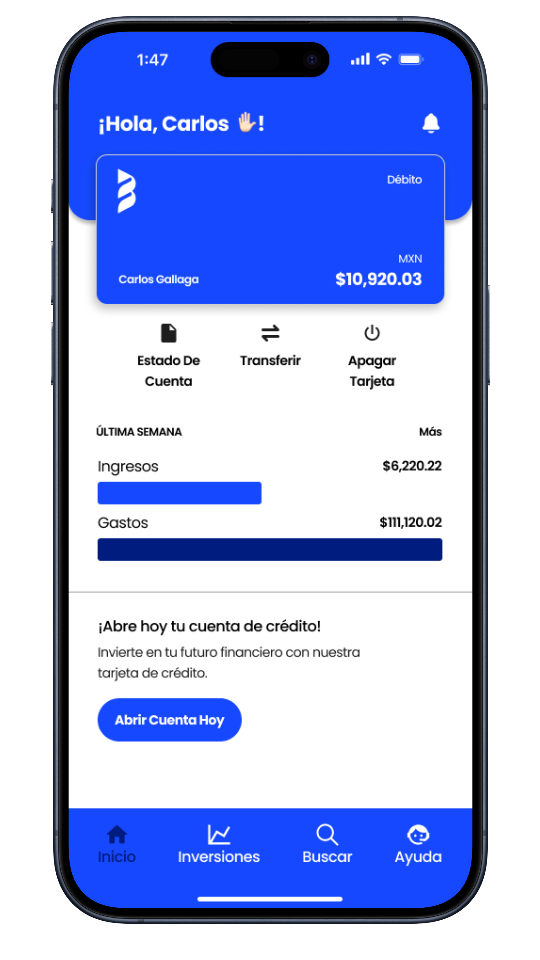 1:47
¡Hola, Carlos 🖐🏻!
Débito
MXN
Carlos Gallaga
$10,920.03
Estado De
Cuenta
Transferir
Apagar
Tarjeta
ÚLTIMA SEMANA
Más
Ingresos
$6,220.22
Gastos
$111,120.02
¡Abre hoy tu cuenta de crédito!
Invierte en tu futuro financiero con nuestra
tarjeta de crédito.
Abrir Cuenta Hoy
Inicio
Inversiones
Buscar
Ayuda